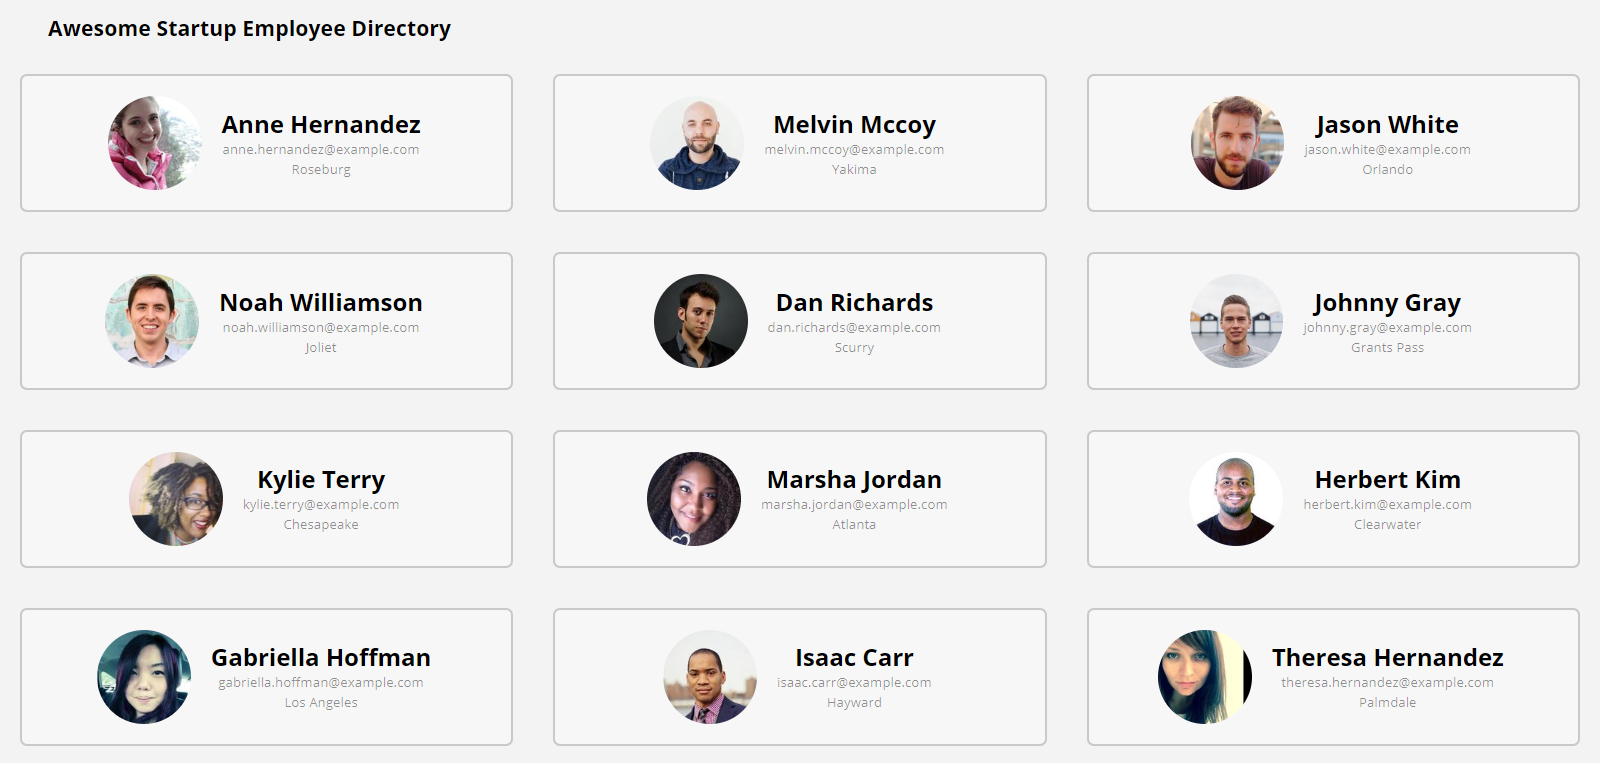 Awesome Startup Employee Directory
Anne Hernandez
anne.hernandez@example.com
Roseburg
Melvin Mccoy
melvin.mccoy@example.com
Yakima
Jason White
jason.white@example.com
Orlando
Noah Williamson
noah.williamson@example.com
Joliet
Dan Richards
dan.richards@example.com
Scurry
Johnny Gray
johnny.gray@example.com
Grants Pass
Kylie Terry
kylie.terry@example.com
Chesapeake
Marsha Jordan
marsha.jordan@example.com
Atlanta
Herbert Kim
herbert.kim@example.com
Clearwater
Gabriella Hoffman
gabriella.hoffman@example.com
Los Angeles
Isaac Carr
isaac.carr@example.com
Hayward
Theresa Hernandez
theresa.hernandez@example.com
Palmdale